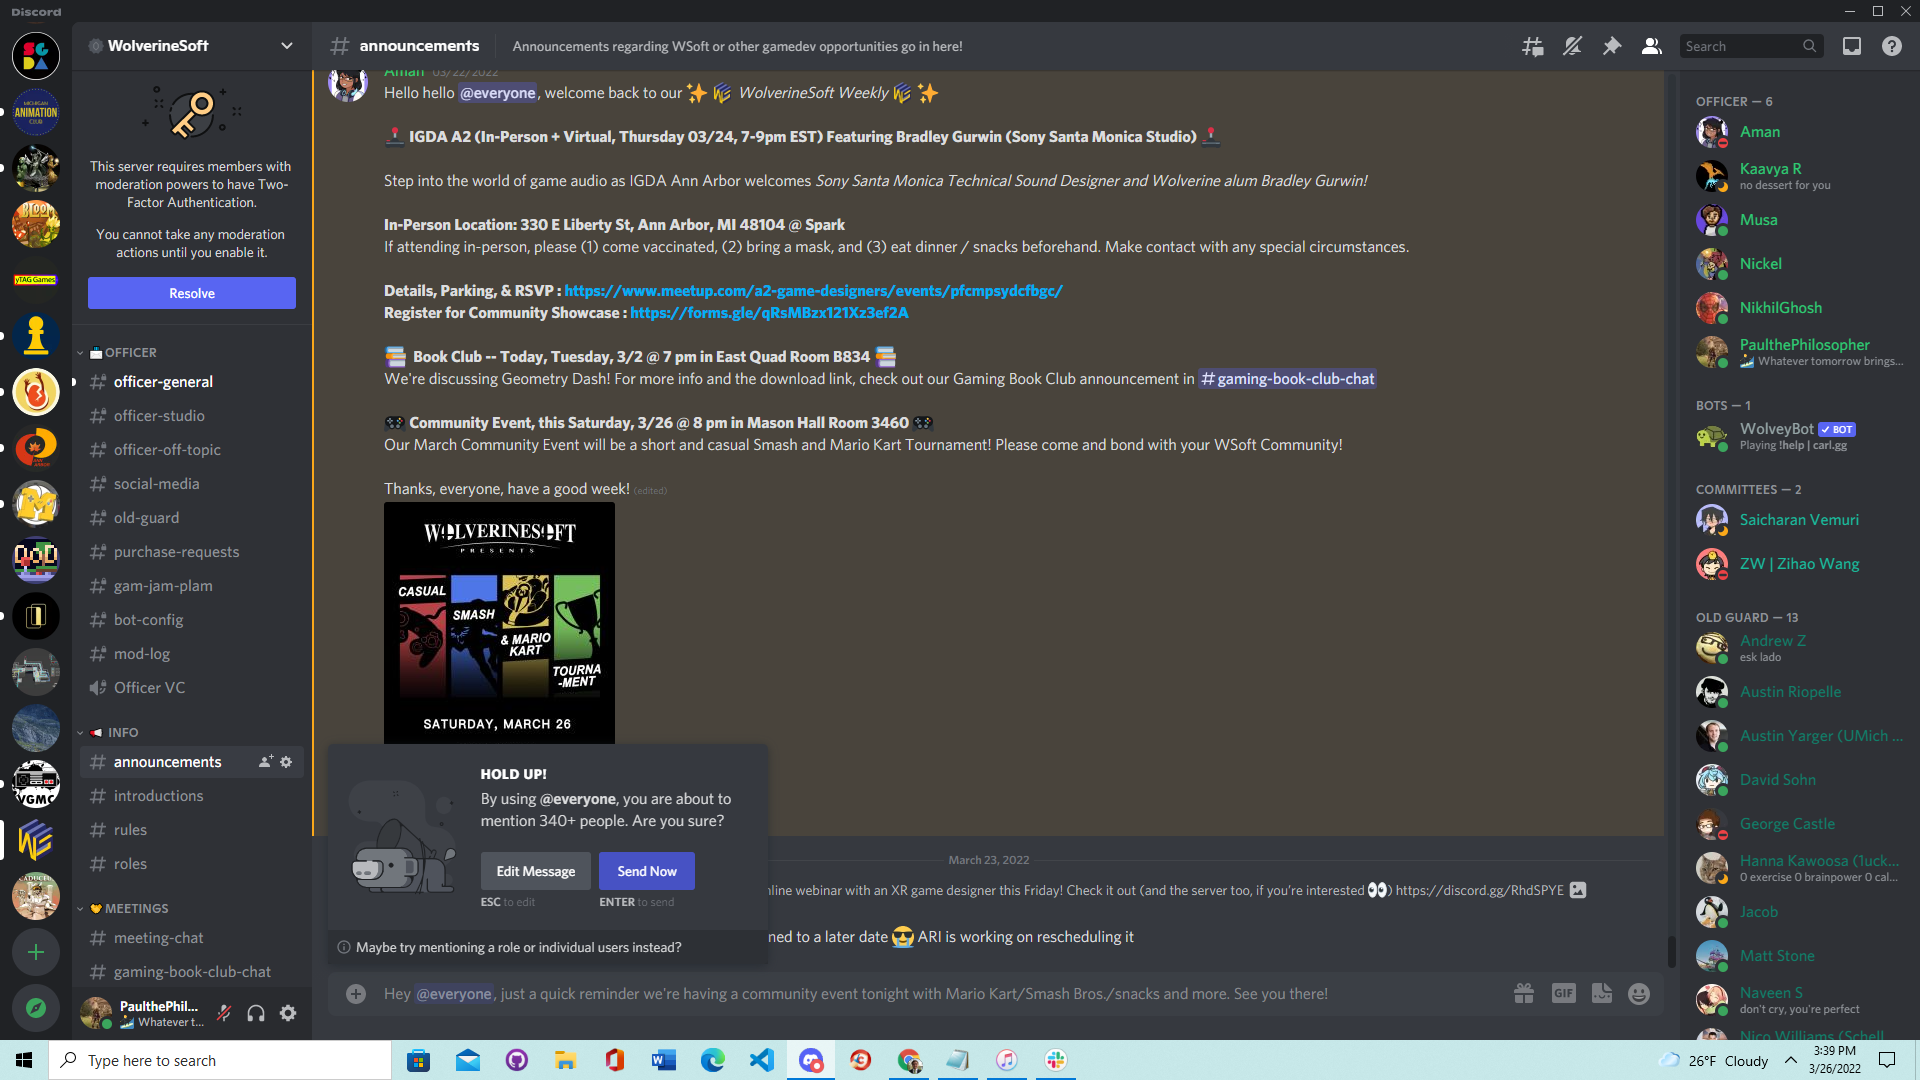 Discord
WolverineSoft
announcements
Announcements regarding WSoft or other gamedev opportunities go in here!
Search
SG
DA
MICHIGAN
ANIMATION
CLUB
BLOOM
yTAG Games
VGMC
CADUCEUS
This server requires members with
moderation powers to have Two-
Factor Authentication.
You cannot take any moderation
actions until you enable it.
Resolve
OFFICER
officer-general
officer-studio
officer-off-topic
social-media
old-guard
purchase-requests
gam-jam-plam
bot-config
mod-log
Officer VC
INFO
announcements
introductions
rules
roles
MEETINGS
meeting-chat
gaming-book-club-chat
PaulthePhil...
Whatever t...
Aman 03/22/2022
Hello hello @everyone, welcome back to our ✨ WolverineSoft Weekly ✨
🕹️ IGDA A2 (In-Person + Virtual, Thursday 03/24, 7-9pm EST) Featuring Bradley Gurwin (Sony Santa Monica Studio) 🕹️
Step into the world of game audio as IGDA Ann Arbor welcomes Sony Santa Monica Technical Sound Designer and Wolverine alum Bradley Gurwin!
In-Person Location: 330 E Liberty St, Ann Arbor, MI 48104 @ Spark
If attending in-person, please (1) come vaccinated, (2) bring a mask, and (3) eat dinner / snacks beforehand. Make contact with any special circumstances.
Details, Parking, & RSVP : https://www.meetup.com/a2-game-designers/events/pfcmpsydcfbgc/
Register for Community Showcase : https://forms.gle/qRsMBzx121Xz3ef2A
📚 Book Club -- Today, Tuesday, 3/2 @ 7 pm in East Quad Room B834 📚
We're discussing Geometry Dash! For more info and the download link, check out our Gaming Book Club announcement in # gaming-book-club-chat
🎮 Community Event, this Saturday, 3/26 @ 8 pm in Mason Hall Room 3460 🎮
Our March Community Event will be a short and casual Smash and Mario Kart Tournament! Please come and bond with your WSoft Community!
Thanks, everyone, have a good week! (edited)
WOLVERINESOFT
PRESENTS
CASUAL
SMASH
& MARIO
KART
TOURNA
-MENT
SATURDAY, MARCH 26
HOLD UP!
By using @everyone, you are about to
mention 340+ people. Are you sure?
Edit Message
Send Now
ESC to edit
ENTER to send
Maybe try mentioning a role or individual users instead?
March 23, 2022
nline webinar with an XR game designer this Friday! Check it out (and the server too, if you're interested 👀) https://discord.gg/RhdSPYE
ned to a later date 😭 ARI is working on rescheduling it
Hey @everyone, just a quick reminder we're having a community event tonight with Mario Kart/Smash Bros./snacks and more. See you there!
GIF
OFFICER — 6
Aman
Kaavya R
no dessert for you
Musa
Nickel
NikhilGhosh
PaulthePhilosopher
Whatever tomorrow brings...
BOTS — 1
WolveyBot ✓ BOT
Playing !help | carl.gg
COMMITTEES — 2
Saicharan Vemuri
ZW | Zihao Wang
OLD GUARD — 13
Andrew Z
esk lado
Austin Riopelle
Austin Yarger (UMich ...
David Sohn
George Castle
Hanna Kawoosa (1uck...
0 exercise 0 brainpower 0 cal...
Jacob
Matt Stone
Naveen S
don't cry, you're perfect
Nico Williams (Schell
Type here to search
26°F Cloudy
3:39 PM
3/26/2022